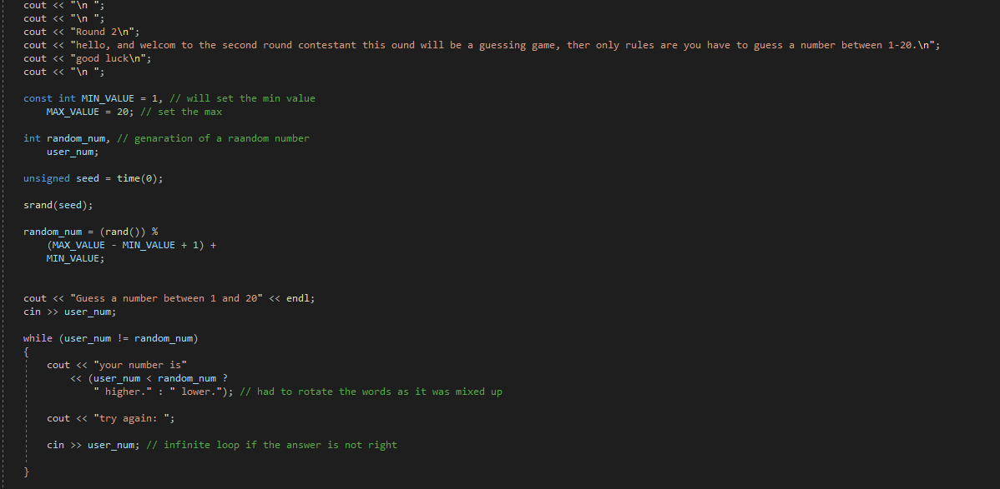 cout << "\n ";
cout << "\n ";
cout << "Round 2\n";
cout << "hello, and welcom to the second round contestant this ound will be a guessing game, ther only rules are you have to guess a number between 1-20.\n";
cout << "good luck\n";
cout << "\n ";
const int MIN_VALUE = 1, // will set the min value
MAX_VALUE = 20; // set the max
int random_num, // genaration of a raandom number
user_num;
unsigned seed = time(0);
srand(seed);
random_num = (rand()) %
(MAX_VALUE - MIN_VALUE + 1) +
MIN_VALUE;
cout << "Guess a number between 1 and 20" << endl;
cin >> user_num;
while (user_num != random_num)
{
cout << "your number is"
<< (user_num < random_num ?
" higher." : " lower."); // had to rotate the words as it was mixed up
cout << "try again: ";
cin >> user_num; // infinite loop if the answer is not right
}